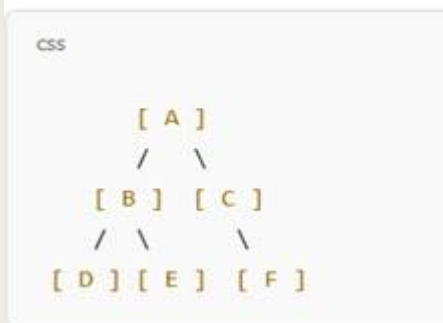 css
[ A ]
/ \
[ B ] [ C ]
/ \ \
[ D ] [ E ] [ F ]